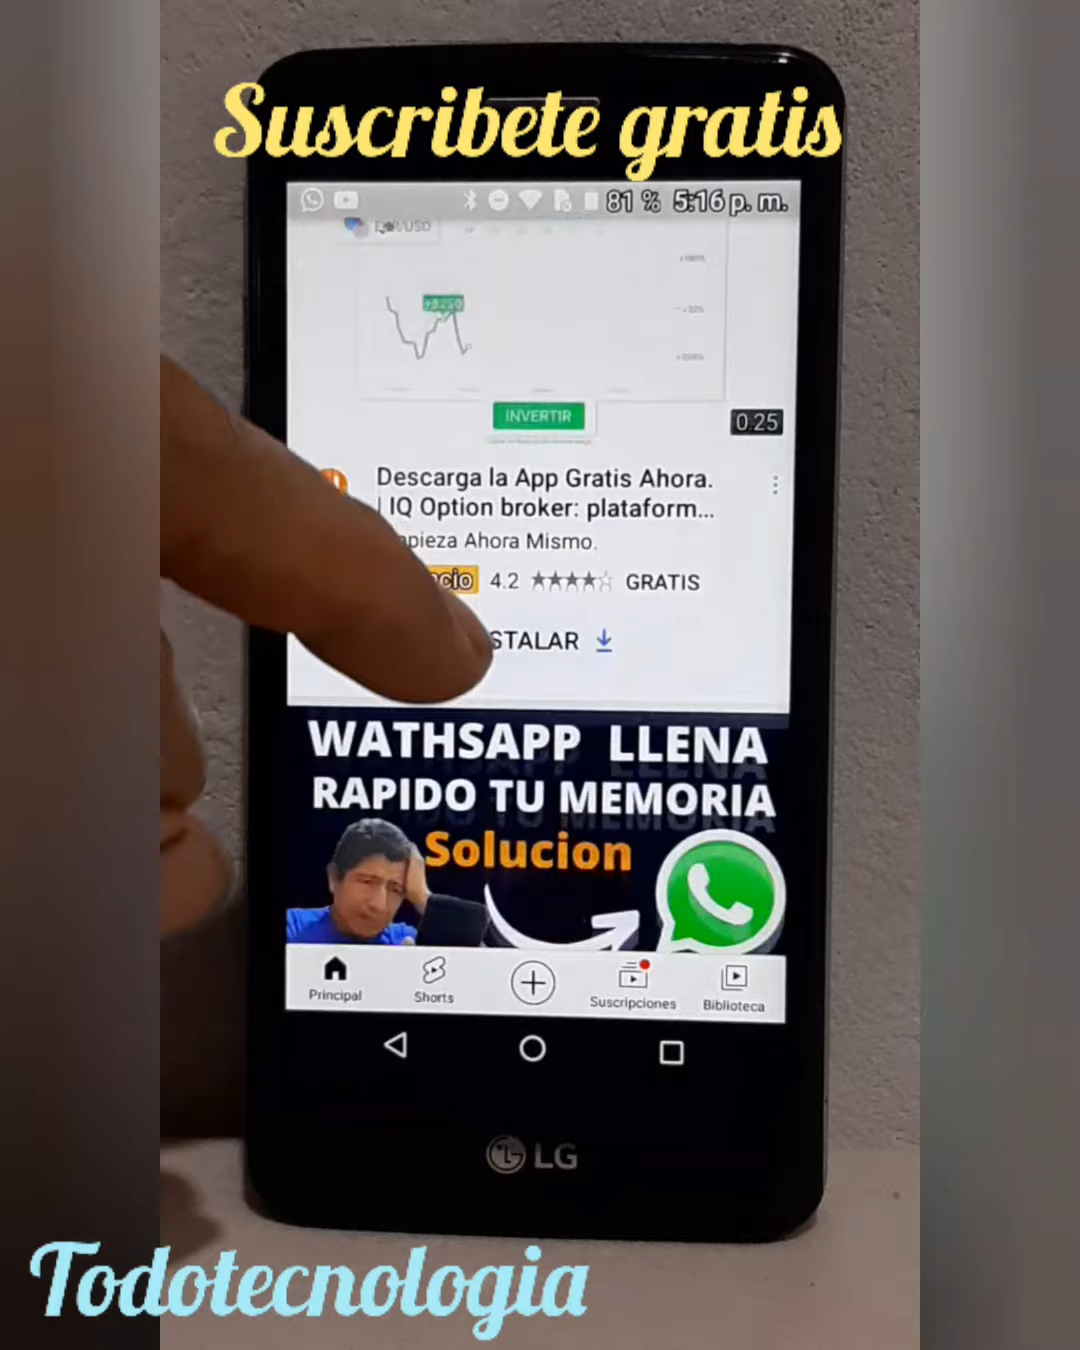 Suscribete gratis
81 % 5:16 p. m.
INVERTIR
0:25
Descarga la App Gratis Ahora.
| IQ Option broker: plataform...
Ahora Mismo.
4.2 GRATIS
WATHSAPP LLENA
RAPIDO TU MEMORIA
Solucion
Principal
Shorts
Suscripciones
Biblioteca
LG
Todotecnologia